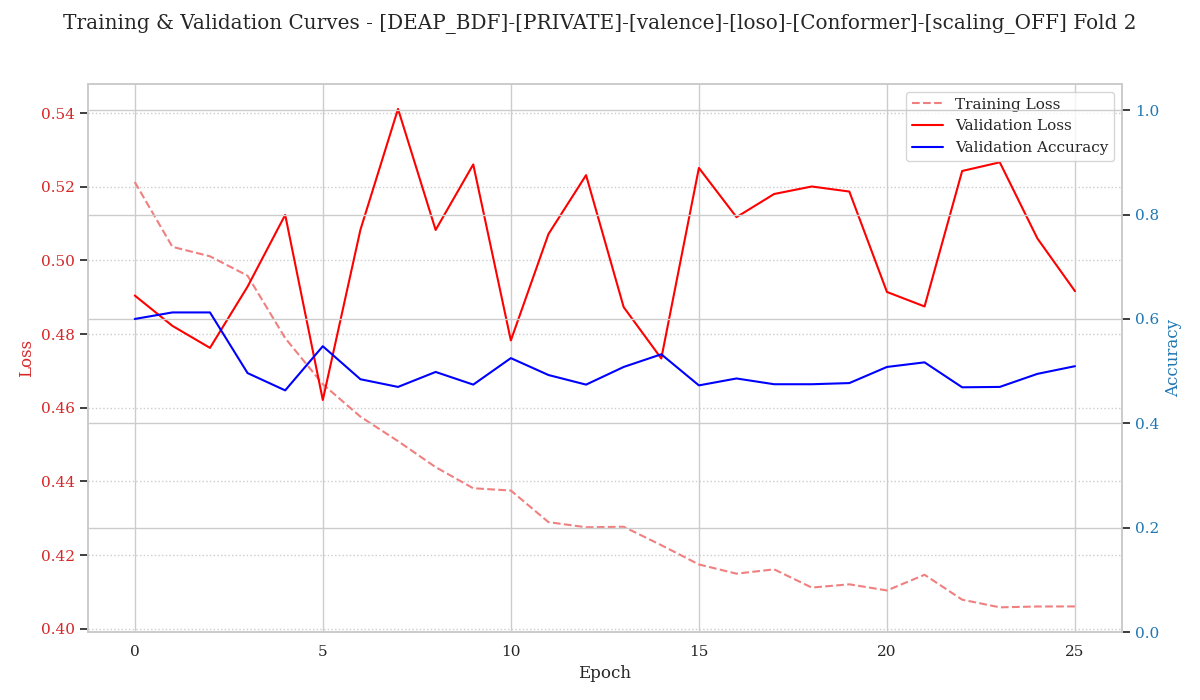 Training & Validation Curves - [DEAP_BDF]-[PRIVATE]-[valence]-[loso]-[Conformer]-[scaling_OFF] Fold 2
Training Loss
Validation Loss
Validation Accuracy
Loss
0.54
0.52
0.50
0.48
0.46
0.44
0.42
0.40
1.0
0.8
0.6
0.4
0.2
0.0
Accuracy
0
5
10
15
20
25
Epoch